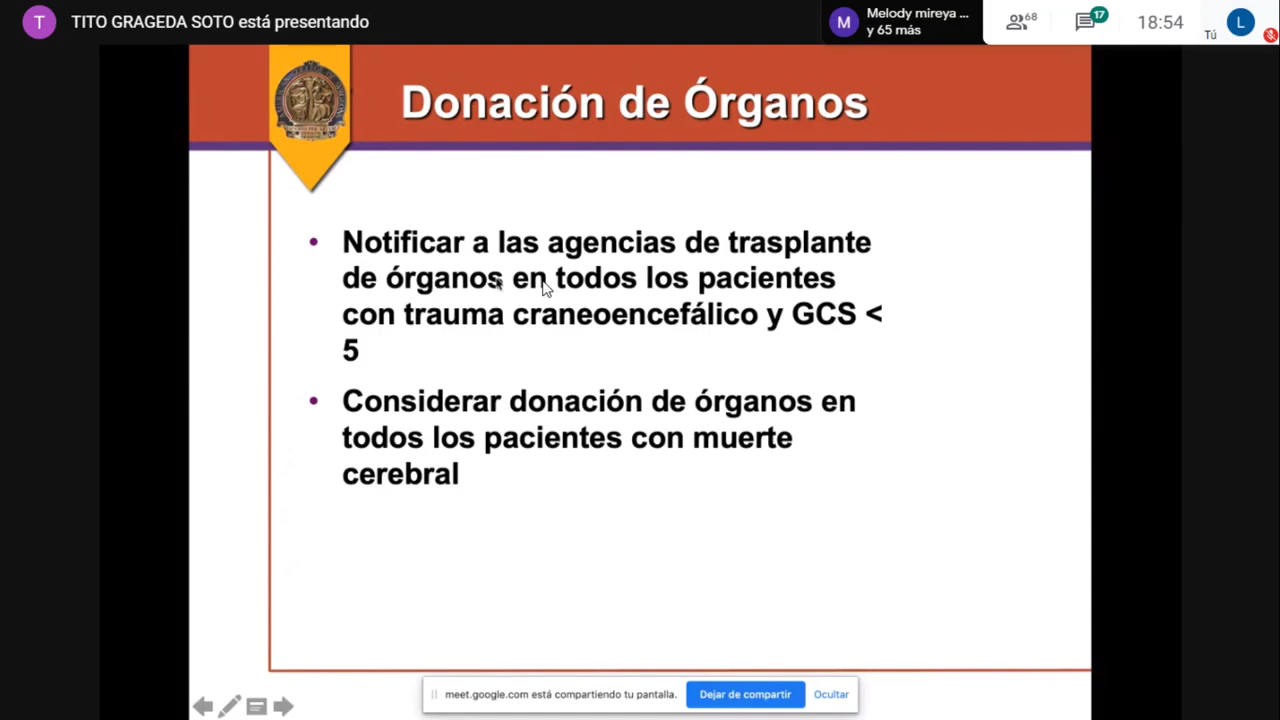 T TITO GRAGEDA SOTO está presentando
M Melody mireya ...
y 65 más
68
17
18:54
Tú
L
Donación de Órganos
• Notificar a las agencias de trasplante
de órganos en todos los pacientes
con trauma craneoencefálico y GCS <
5
• Considerar donación de órganos en
todos los pacientes con muerte
cerebral
meet.google.com está compartiendo tu pantalla. Dejar de compartir Ocultar